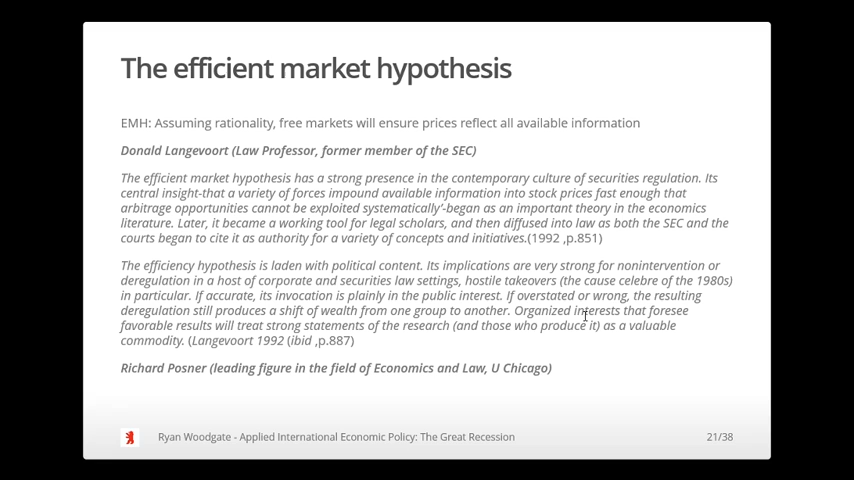 The efficient market hypothesis
EMH: Assuming rationality, free markets will ensure prices reflect all available information
Donald Langevoort (Law Professor, former member of the SEC)
The efficient market hypothesis has a strong presence in the contemporary culture of securities regulation. Its
central insight-that a variety of forces impound available information into stock prices fast enough that
arbitrage opportunities cannot be exploited systematically'-began as an important theory in the economics
literature. Later, it became a working tool for legal scholars, and then diffused into law as both the SEC and the
courts began to cite it as authority for a variety of concepts and initiatives.(1992 ,p.851)
The efficiency hypothesis is laden with political content. Its implications are very strong for nonintervention or
deregulation in a host of corporate and securities law settings, hostile takeovers (the cause celebre of the 1980s)
in particular. If accurate, its invocation is plainly in the public interest. If overstated or wrong, the resulting
deregulation still produces a shift of wealth from one group to another. Organized interests that foresee
favorable results will treat strong statements of the research (and those who produce it) as a valuable
commodity. (Langevoort 1992 (ibid ,p.887)
Richard Posner (leading figure in the field of Economics and Law, U Chicago)
Ryan Woodgate - Applied International Economic Policy: The Great Recession
21/38